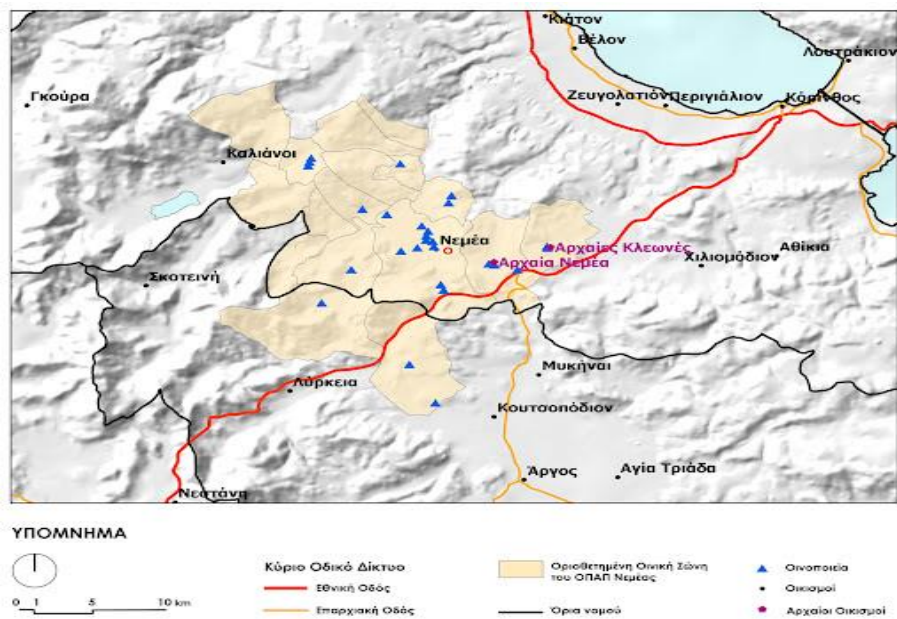 Κιάτον
Βέλον
Λουτράκιον
Γκούρα
Ζευγολατιόν
Περιγιάλιον
Κόρινθος
Καλιάνοι
Νεμέα
Αρχαίες Κλεωνές
Αθίκια
Αρχαία Νεμέα
Χιλιομόδιον
Σκοτεινή
Μυκήναι
Λύρκεια
Κουτσοπόδιον
Άργος
Αγία Τριάδα
Νεστάνη
ΥΠΟΜΝΗΜΑ
Κύριο Οδικό Δίκτυο
Εθνική Οδός
Επαρχιακή Οδός
0 1 5 10 km
Οριοθετημένη Οινική Ζώνη
του ΟΠΑΠ Νεμέας
Όρια νομού
Οινοποιεία
Οικισμοί
Αρχαίοι Οικισμοί